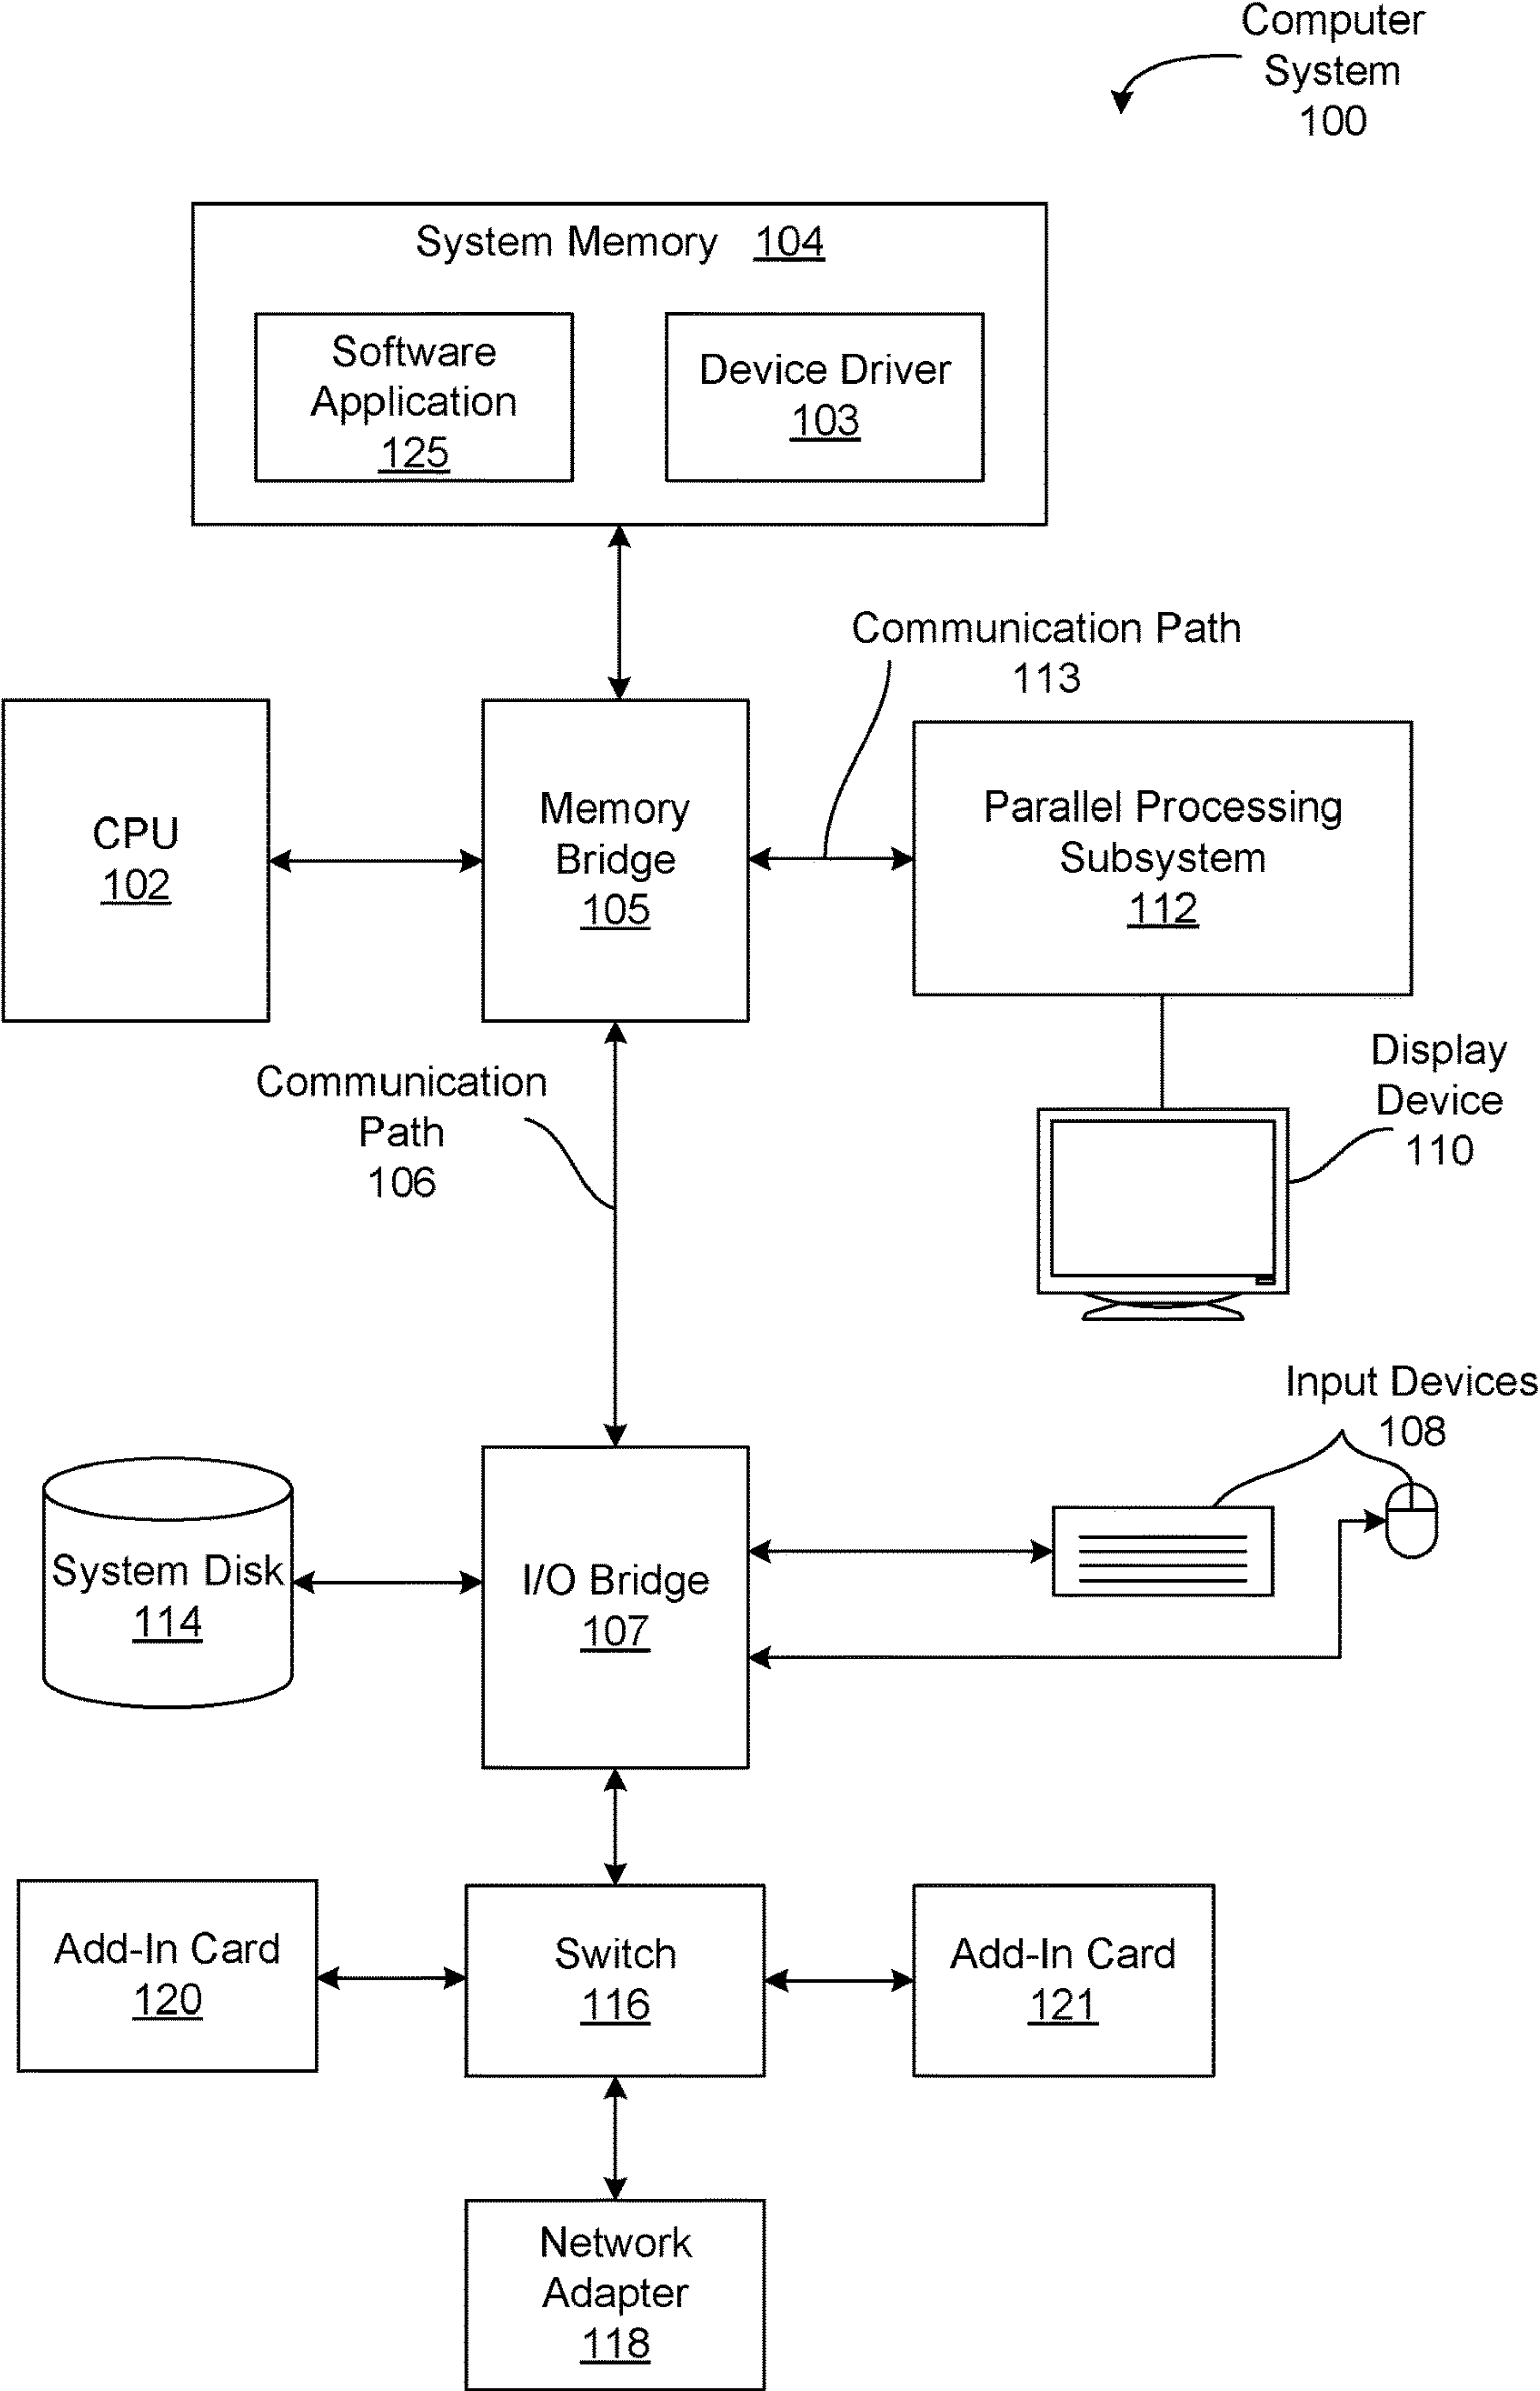 Computer
System
100
System Memory 104
Software
Application
125
Device Driver
103
Communication Path
113
CPU
102
Memory
Bridge
105
Parallel Processing
Subsystem
112
Communication
Path
106
Display
Device
110
Input Devices
108
System Disk
114
I/O Bridge
107
Add-In Card
120
Switch
116
Add-In Card
121
Network
Adapter
118